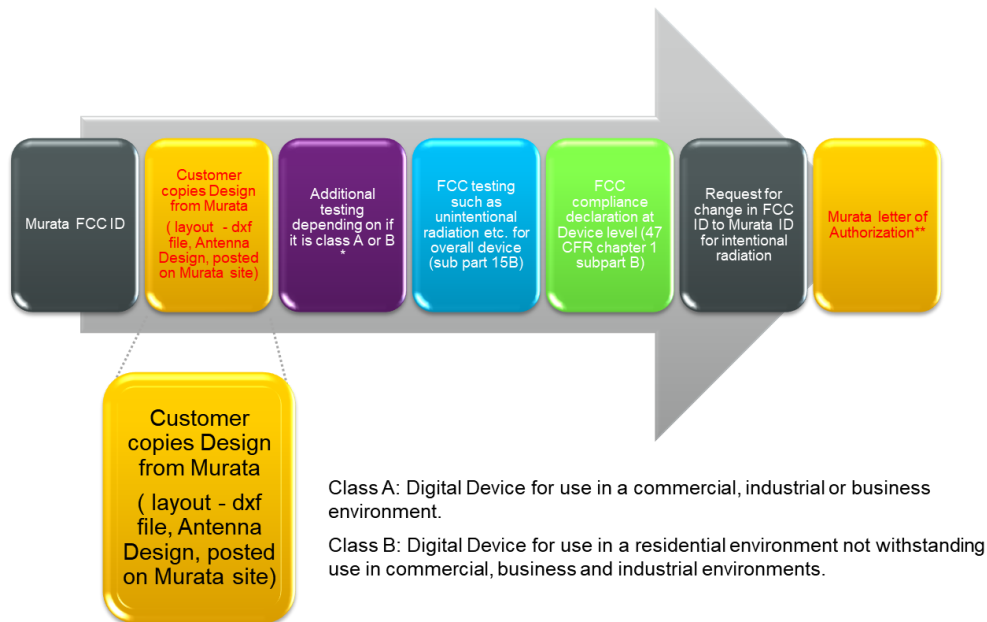 Murata FCC ID
Customer
copies Design
from Murata
( layout - dxf
file, Antenna
Design, posted
on Murata site)
Additional
testing
depending on if
it is class A or B
*
FCC testing
such as
unintentional
radiation etc. for
overall device
(sub part 15B)
FCC
compliance
declaration at
Device level (47
CFR chapter 1
subpart B)
Request for
change in FCC
ID to Murata ID
for intentional
radiation
Murata letter of
Authorization**
Customer
copies Design
from Murata
( layout - dxf
file, Antenna
Design, posted
on Murata site)
Class A: Digital Device for use in a commercial, industrial or business
environment.
Class B: Digital Device for use in a residential environment not withstanding
use in commercial, business and industrial environments.